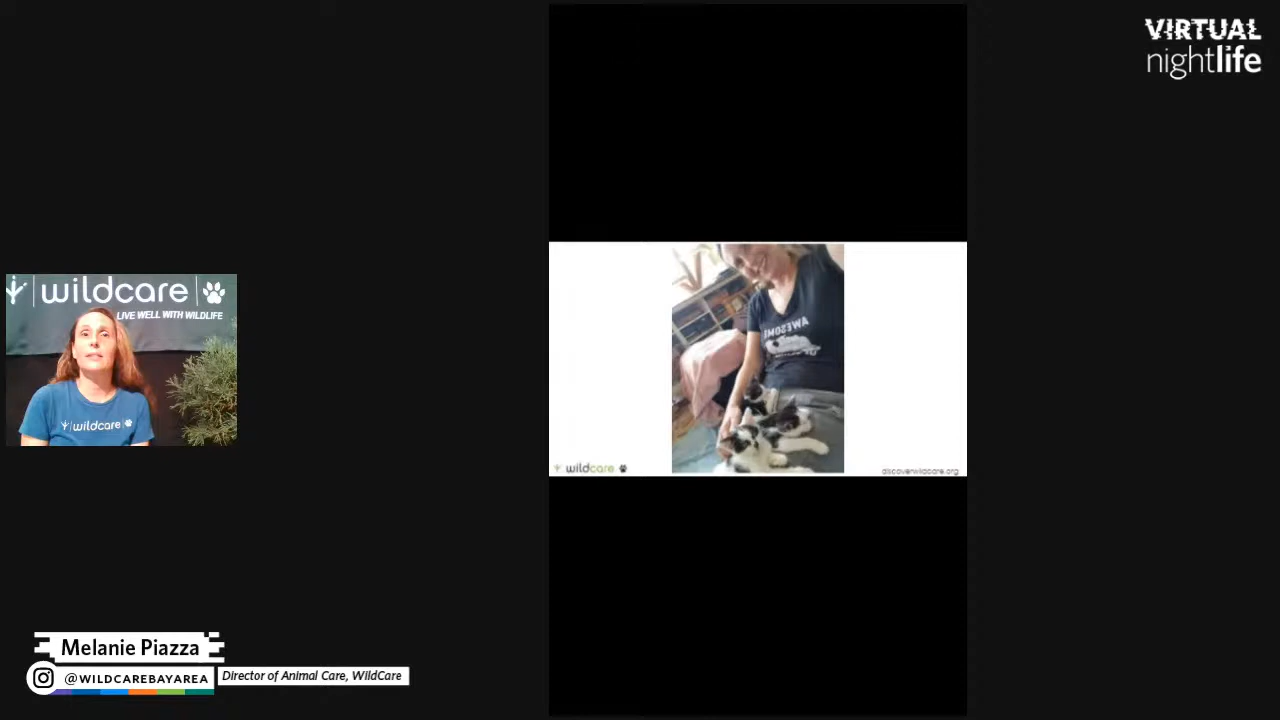 VIRTUAL
nightlife
wildcare
LIVE WELL WITH WILDLIFE
wildcare
AWESOME
wildcare
discoverwildcare.org
Melanie Piazza
@WILDCAREBAYAREA
Director of Animal Care, WildCare